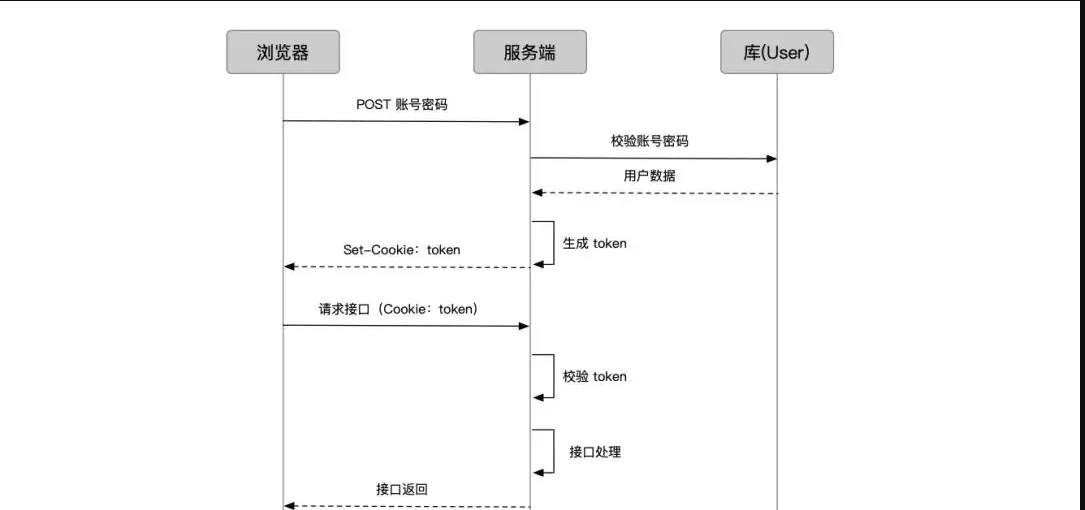 浏览器
服务端
库(User)
POST 账号密码
校验账号密码
用户数据
生成 token
Set-Cookie：token
请求接口（Cookie：token）
校验 token
接口处理
接口返回